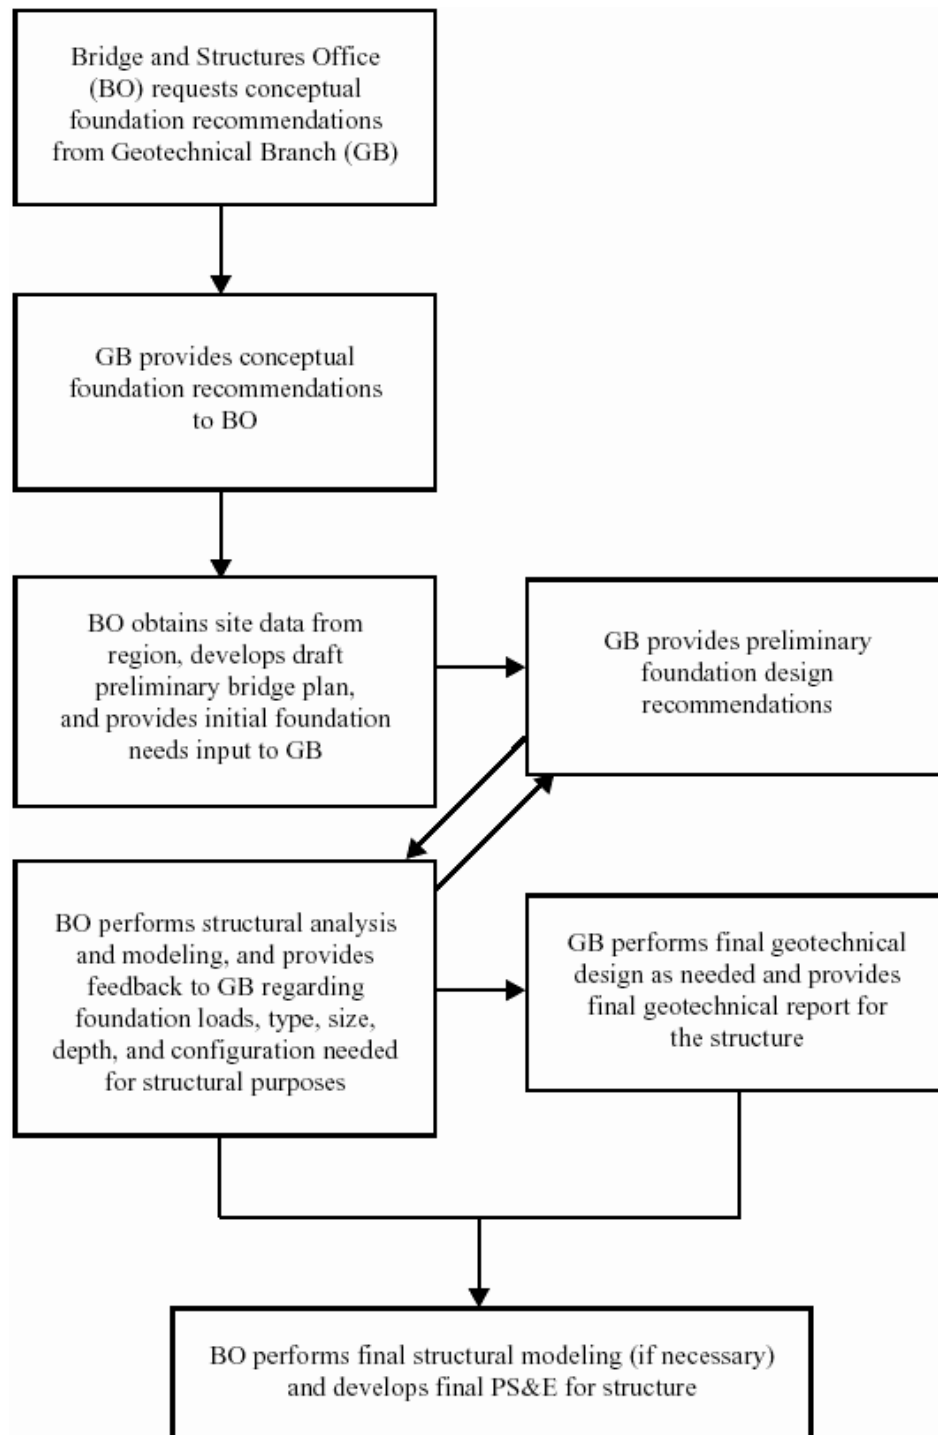 Bridge and Structures Office
(BO) requests conceptual
foundation recommendations
from Geotechnical Branch (GB)
GB provides conceptual
foundation recommendations
to BO
BO obtains site data from
region, develops draft
preliminary bridge plan,
and provides initial foundation
needs input to GB
GB provides preliminary
foundation design
recommendations
BO performs structural analysis
and modeling, and provides
feedback to GB regarding
foundation loads, type, size,
depth, and configuration needed
for structural purposes
GB performs final geotechnical
design as needed and provides
final geotechnical report for
the structure
BO performs final structural modeling (if necessary)
and develops final PS&E for structure